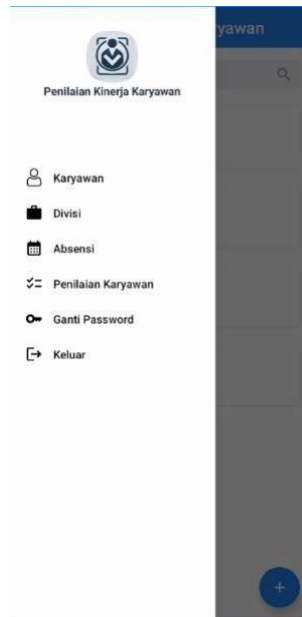 yawan
Penilaian Kinerja Karyawan
Karyawan
Divisi
Absensi
Penilaian Karyawan
Ganti Password
Keluar